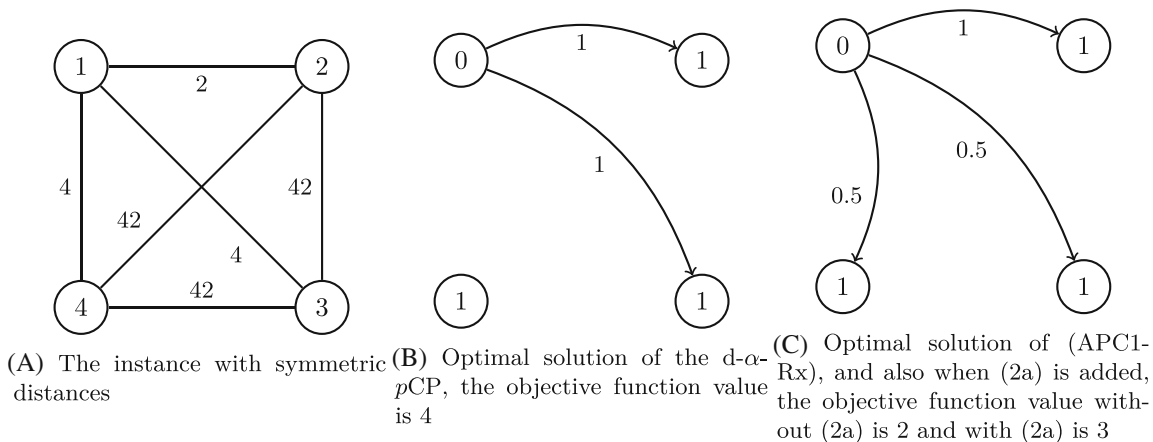 1
2
2
4
42
42
4
42
4
3
(A) The instance with symmetric
distances
0
1
1
1
1
1
(B) Optimal solution of the d-α-
pCP, the objective function value
is 4
0
1
1
0.5
0.5
1
1
(C) Optimal solution of (APC1-
Rx), and also when (2a) is added,
the objective function value with-
out (2a) is 2 and with (2a) is 3